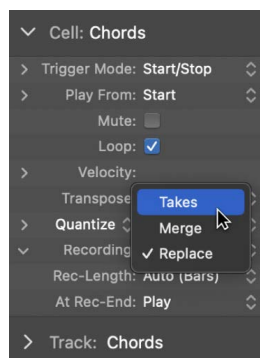 Cell: Chords
Trigger Mode: Start/Stop
Play From: Start
Mute:
Loop:
Velocity:
Transpose
Takes
Quantize
Merge
Recording
Replace
Rec-Length: Auto (Bars)
At Rec-End: Play
Track: Chords